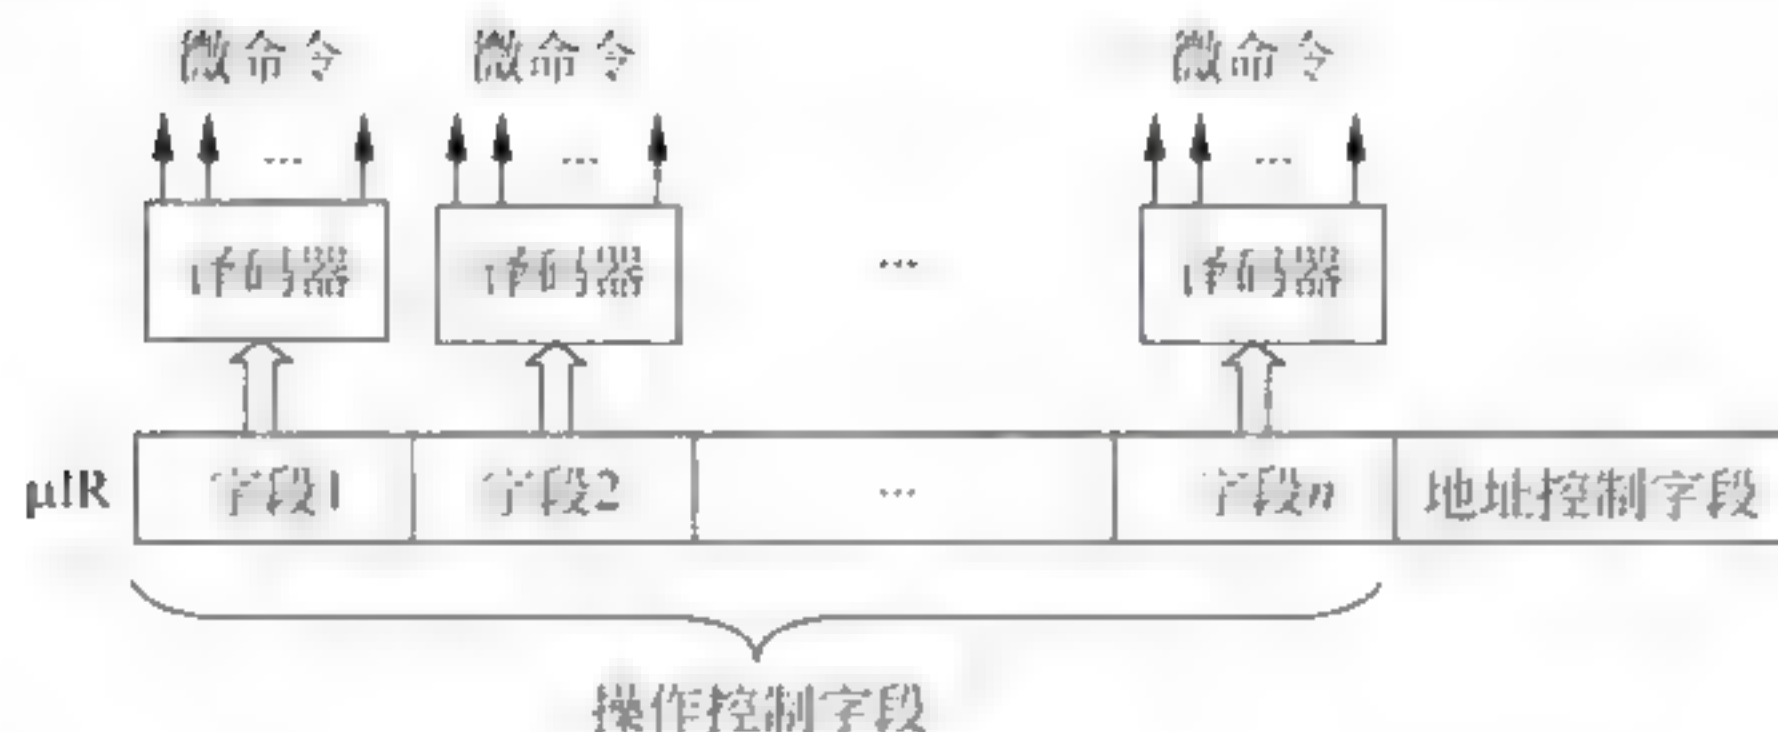 微命令 微命令 微命令
… … …
译码器 译码器 … 译码器
μIR 字段1 字段2 … 字段n 地址控制字段
操作控制字段